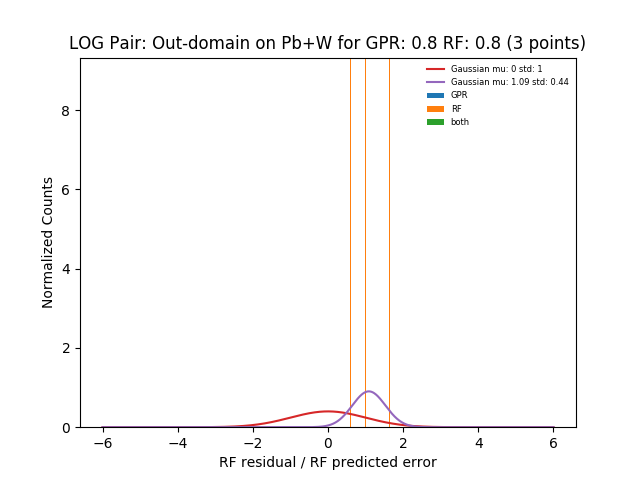 LOG Pair: Out-domain on Pb+W for GPR: 0.8 RF: 0.8 (3 points)
Gaussian mu: 0 std: 1
Gaussian mu: 1.09 std: 0.44
GPR
RF
both
Normalized Counts
8
6
4
2
0
−6 −4 −2 0 2 4 6
RF residual / RF predicted error